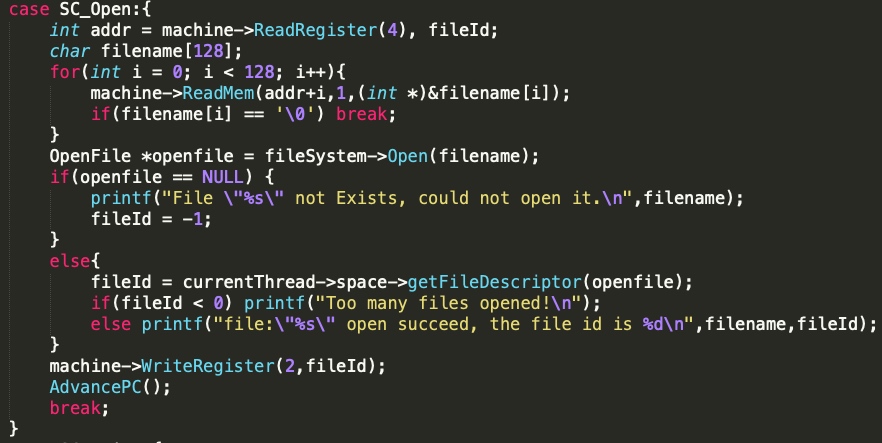 case SC_Open:{
    int addr = machine->ReadRegister(4), fileId;
    char filename[128];
    for(int i = 0; i < 128; i++){
        machine->ReadMem(addr+i,1,(int *)&filename[i]);
        if(filename[i] == '\0') break;
    }
    OpenFile *openfile = fileSystem->Open(filename);
    if(openfile == NULL) {
        printf("File \"%s\" not Exists, could not open it.\n",filename);
        fileId = -1;
    }
    else{
        fileId = currentThread->space->getFileDescriptor(openfile);
        if(fileId < 0) printf("Too many files opened!\n");
        else printf("file:\"%s\" open succeed, the file id is %d\n",filename,fileId);
    }
    machine->WriteRegister(2,fileId);
    AdvancePC();
    break;
}